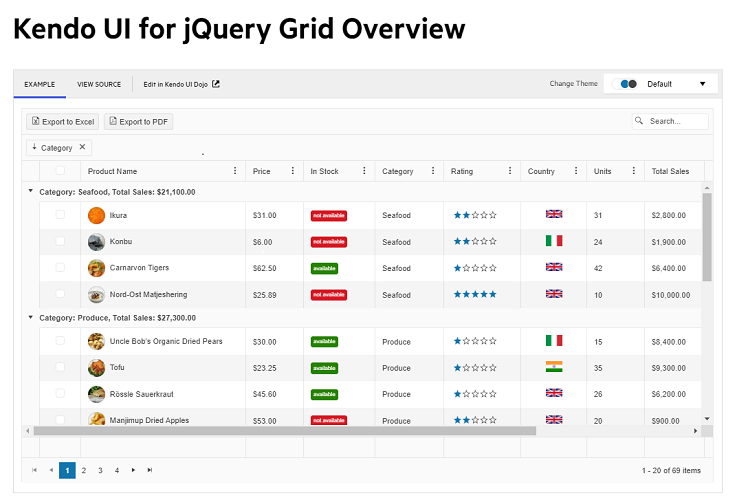 Kendo UI for jQuery Grid Overview
EXAMPLE VIEW SOURCE Edit in Kendo UI Dojo Change Theme Default
Export to Excel Export to PDF Search...
Category
Product Name Price In Stock Category Rating Country Units Total Sales
Category: Seafood, Total Sales: $21,100.00
Ikura $31.00 not available Seafood 31 $2,800.00
Konbu $6.00 not available Seafood 24 $1,900.00
Carnarvon Tigers $62.50 available Seafood 42 $6,400.00
Nord-Ost Matjeshering $25.89 not available Seafood 10 $10,000.00
Category: Produce, Total Sales: $27,300.00
Uncle Bob's Organic Dried Pears $30.00 available Produce 15 $8,400.00
Tofu $23.25 available Produce 35 $9,300.00
Rössle Sauerkraut $45.60 available Produce 26 $6,200.00
Manjimup Dried Apples $53.00 not available Produce 20 $900.00
1 2 3 4 1 - 20 of 69 items